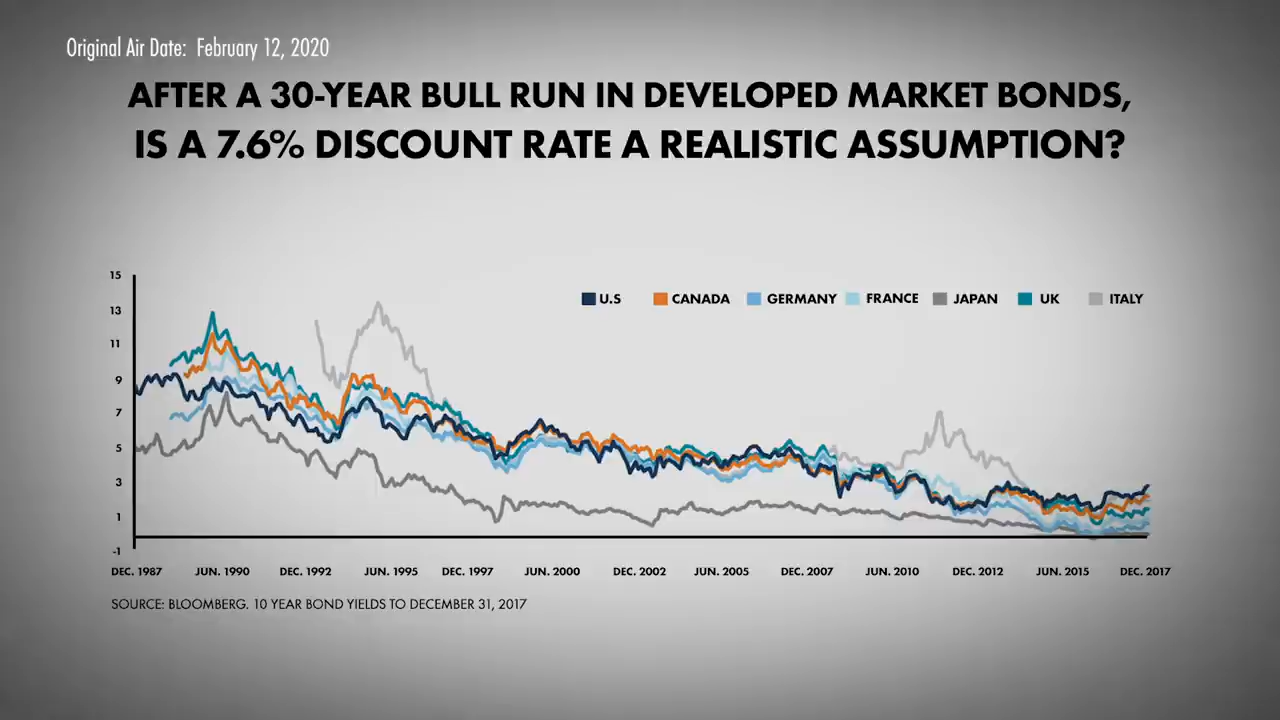 Original Air Date: February 12, 2020
AFTER A 30-YEAR BULL RUN IN DEVELOPED MARKET BONDS,
IS A 7.6% DISCOUNT RATE A REALISTIC ASSUMPTION?
15
U.S CANADA GERMANY FRANCE JAPAN UK ITALY
13
11
9
7
5
3
1
-1
DEC. 1987 JUN. 1990 DEC. 1992 JUN. 1995 DEC. 1997 JUN. 2000 DEC. 2002 JUN. 2005 DEC. 2007 JUN. 2010 DEC. 2012 JUN. 2015 DEC. 2017
SOURCE: BLOOMBERG. 10 YEAR BOND YIELDS TO DECEMBER 31, 2017